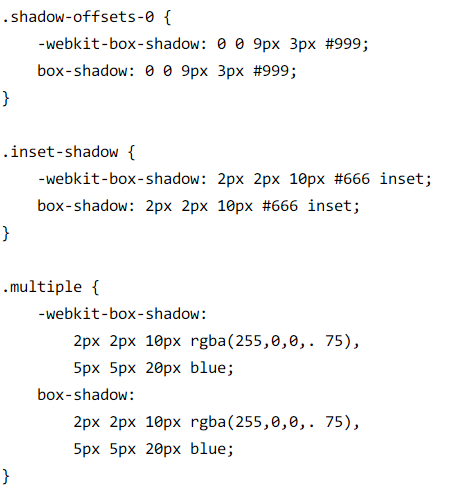 .shadow-offsets-0 {
    -webkit-box-shadow: 0 0 9px 3px #999;
    box-shadow: 0 0 9px 3px #999;
}

.inset-shadow {
    -webkit-box-shadow: 2px 2px 10px #666 inset;
    box-shadow: 2px 2px 10px #666 inset;
}

.multiple {
    -webkit-box-shadow:
        2px 2px 10px rgba(255,0,0,. 75),
        5px 5px 20px blue;
    box-shadow:
        2px 2px 10px rgba(255,0,0,. 75),
        5px 5px 20px blue;
}